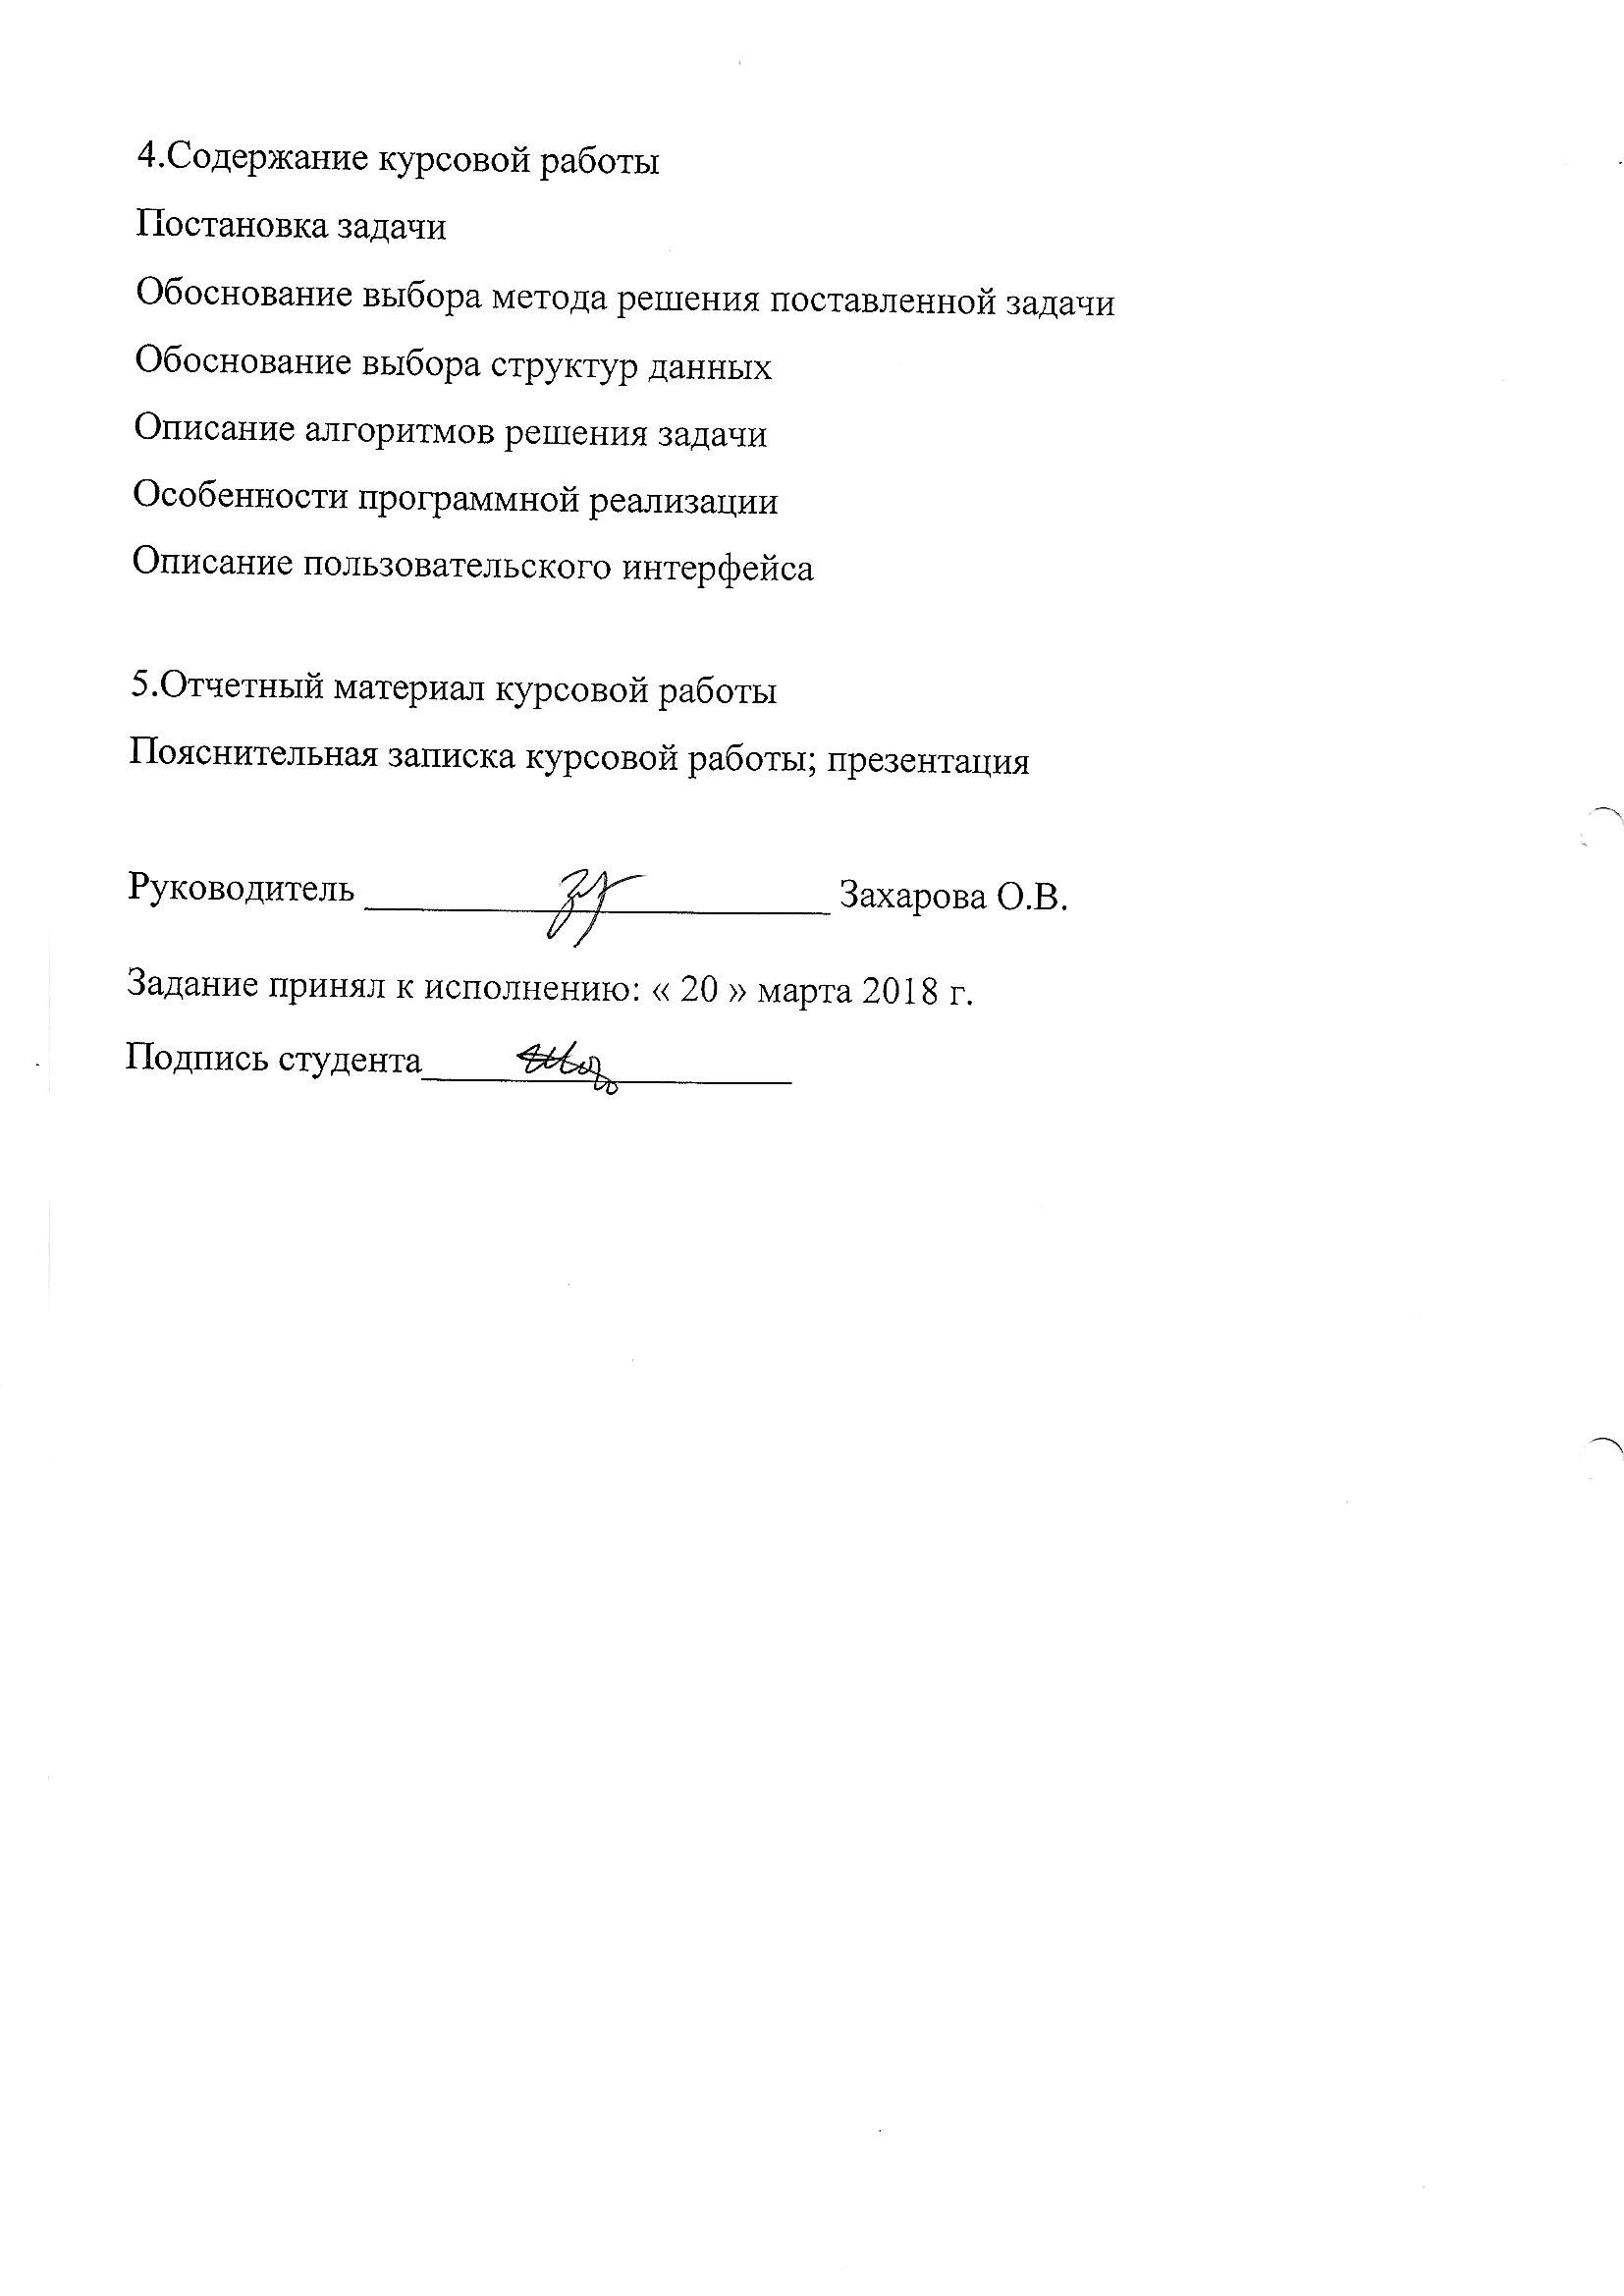 4.Содержание курсовой работы
Постановка задачи
Обоснование выбора метода решения поставленной задачи
Обоснование выбора структур данных
Описание алгоритмов решения задачи
Особенности программной реализации
Описание пользовательского интерфейса
5.Отчетный материал курсовой работы
Пояснительная записка курсовой работы; презентация
Руководитель Захарова О.В.
Задание принял к исполнению: « 20 » марта 2018 г.
Подпись студента